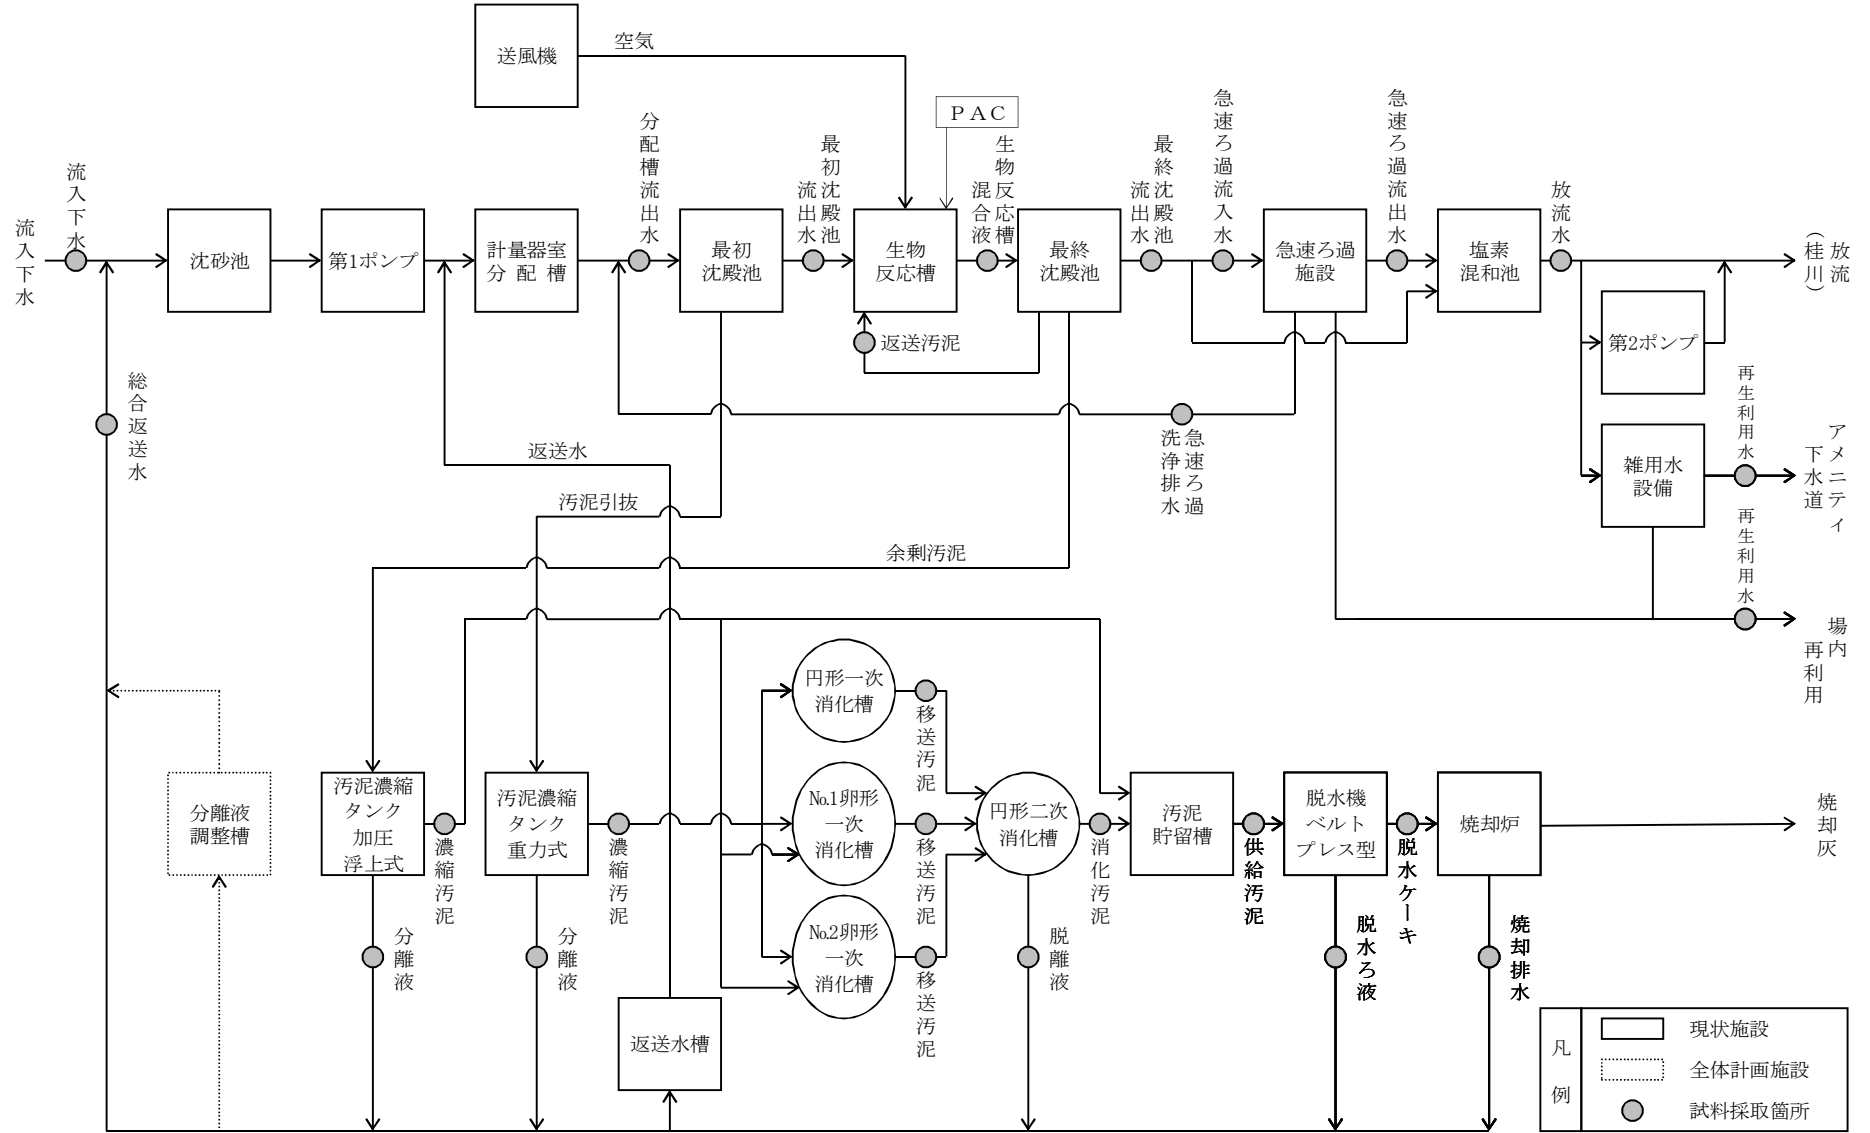 送風機
空気
PAC
流入下水
流入下水
沈砂池
第1ポンプ
計量器室
分配槽
分配槽流出水
最初
沈殿池
最初沈殿池
流出水
生物
反応槽
生物反応槽
混合液
最終
沈殿池
最終沈殿池
流出水
急速ろ過流入水
急速ろ過
施設
急速ろ過流出水
塩素
混和池
放流水
放流
(桂川)
第2ポンプ
返送汚泥
総合返送水
返送水
急速ろ過
洗浄排水
雑用水
設備
再生利用水
アメニティ
下水道
汚泥引抜
余剰汚泥
再生利用水
場内
再利用
円形一次
消化槽
移送汚泥
分離液
調整槽
汚泥濃縮
タンク
加圧
浮上式
濃縮汚泥
汚泥濃縮
タンク
重力式
濃縮汚泥
№1卵形
一次
消化槽
移送汚泥
円形二次
消化槽
消化汚泥
汚泥
貯留槽
供給汚泥
脱水機
ベルト
プレス型
脱水ケーキ
焼却炉
焼却灰
№2卵形
一次
消化槽
移送汚泥
分離液
分離液
脱離液
脱水ろ液
焼却排水
返送水槽
凡例
現状施設
全体計画施設
試料採取箇所